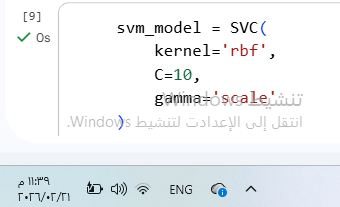 [9]
0s
svm_model = SVC(
kernel='rbf',
C=10,
gamma='scale'
)
تنشيط Windows
انتقل إلى الإعدادت لتنشيط Windows.
ENG
١١:٣٩ م
٢٠٢٦/٠٢/٢١